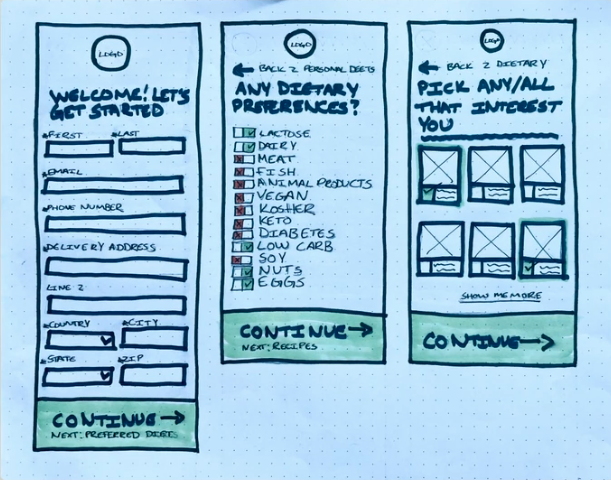 LOGO
WELCOME! LET'S
GET STARTED
*FIRST *LAST
*EMAIL
*PHONE NUMBER
*DELIVERY ADDRESS
LINE 2
*COUNTRY *CITY
*STATE *ZIP
CONTINUE →
NEXT: PREFERRED DIETS
LOGO
← BACK 2 PERSONAL DEETS
ANY DIETARY
PREFERENCES?
LACTOSE
DAIRY
MEAT
FISH
ANIMAL PRODUCTS
VEGAN
KOSHER
KETO
DIABETES
LOW CARB
SOY
NUTS
EGGS
CONTINUE →
NEXT: RECIPES
LOGO
← BACK 2 DIETARY
PICK ANY/ALL
THAT INTEREST
YOU
SHOW ME MORE
CONTINUE →